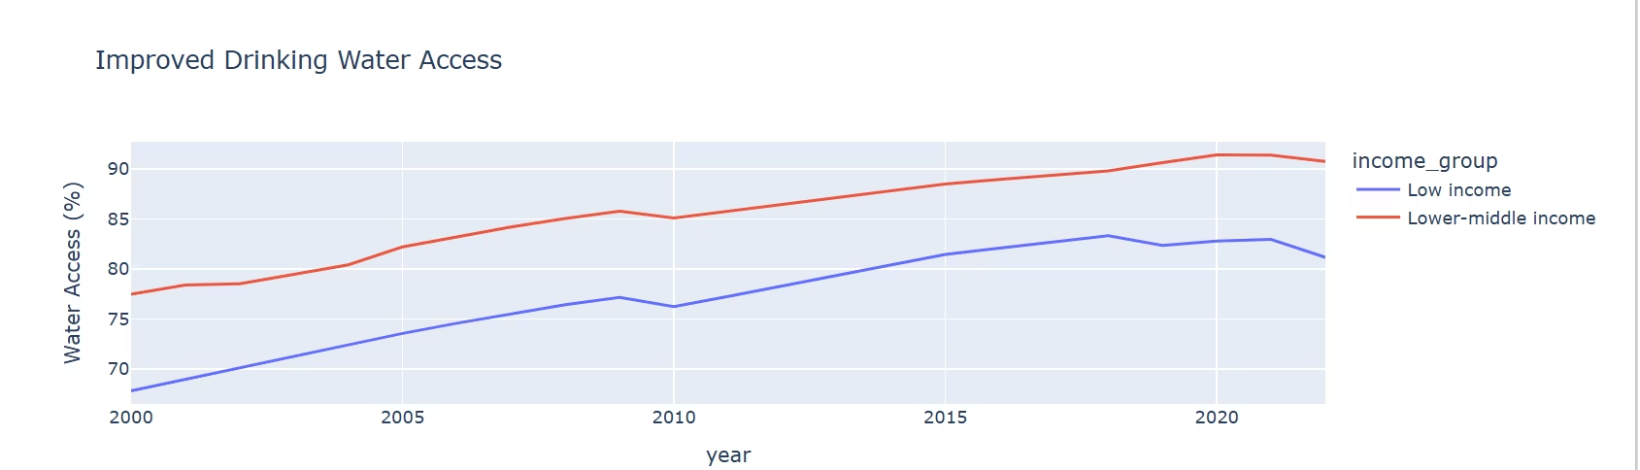 Improved Drinking Water Access
Water Access (%)
90
85
80
75
70
2000 2005 2010 2015 2020
year
income_group
Low income
Lower-middle income